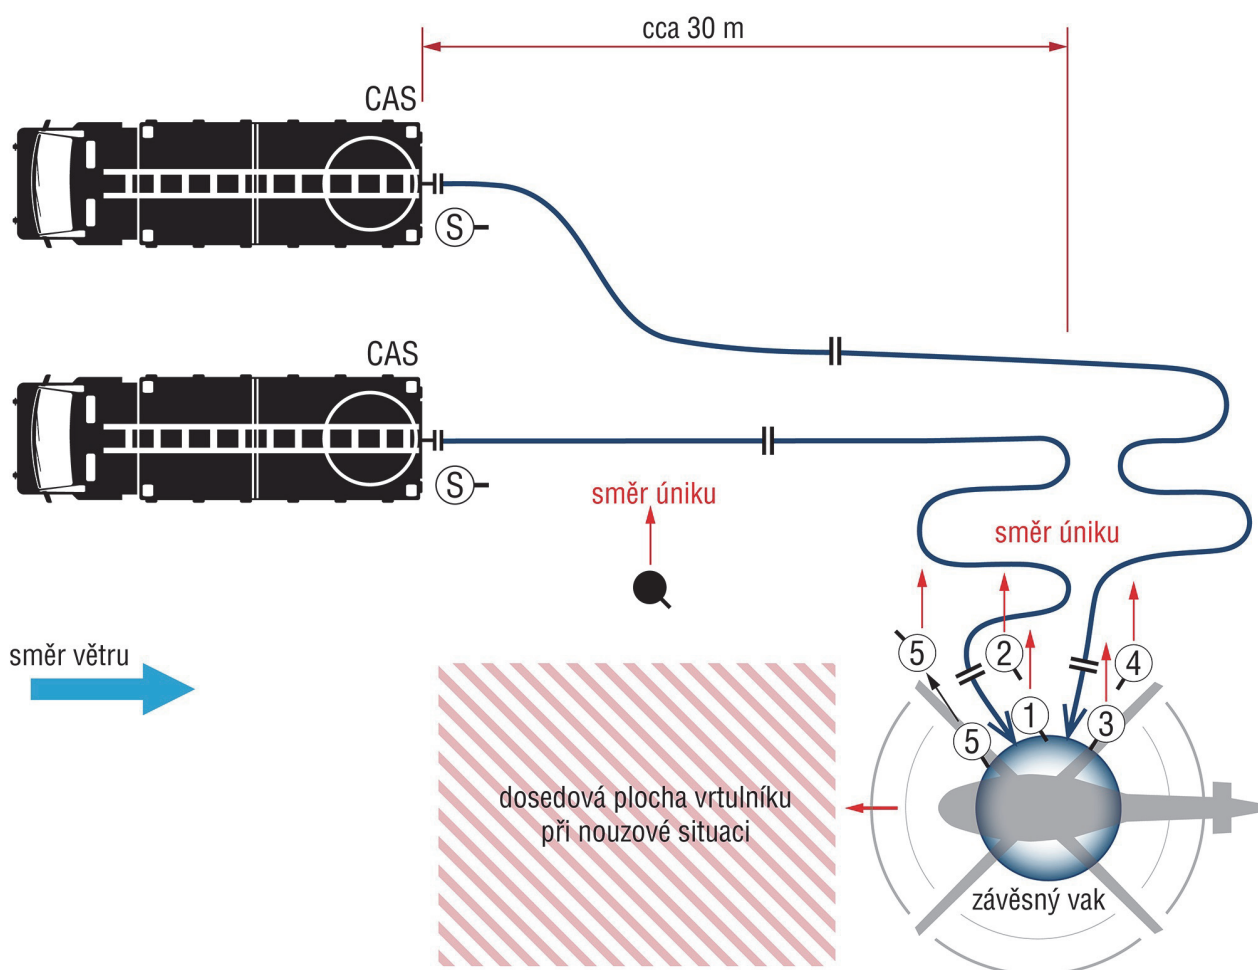 cca 30 m
CAS
S
CAS
S
směr úniku
směr úniku
5
2
4
směr větru
1
3
5
dosedová plocha vrtulníku
při nouzové situaci
závěsný vak